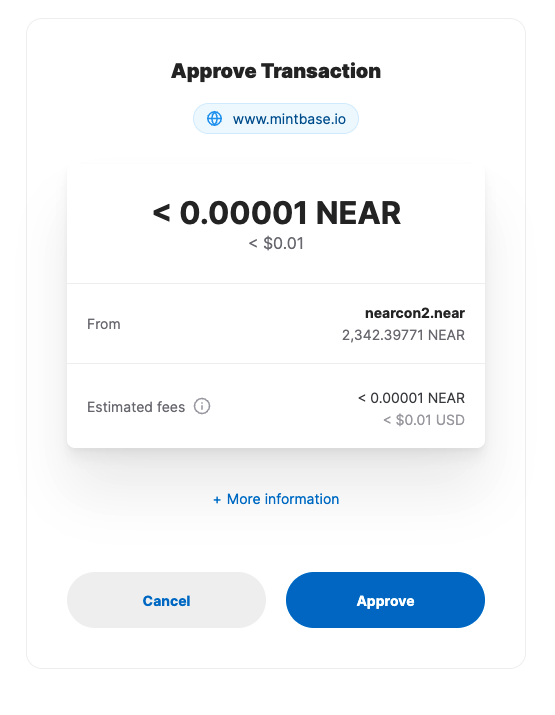 Approve Transaction
www.mintbase.io
< 0.00001 NEAR
< $0.01
From
nearcon2.near
2,342.39771 NEAR
Estimated fees
< 0.00001 NEAR
< $0.01 USD
+ More information
Cancel
Approve